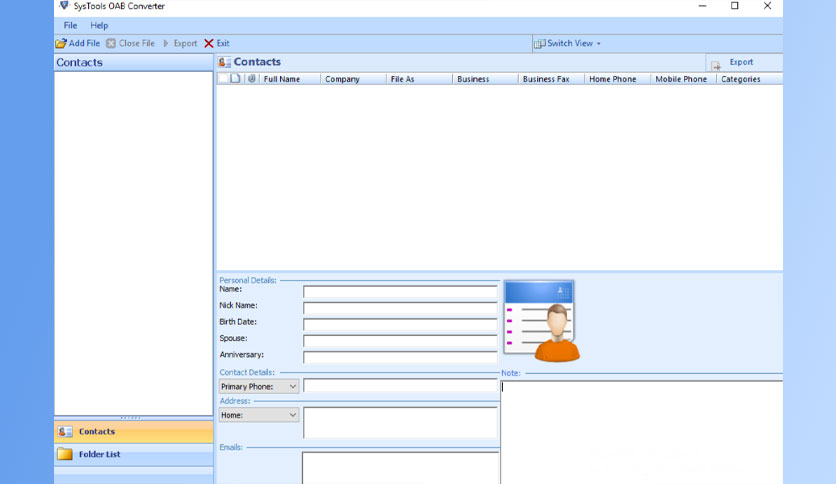 SysTools OAB Converter
File Help
Add File Close File Export Exit Switch View
Contacts
Contacts Export
Full Name Company File As Business Business Fax Home Phone Mobile Phone Categories
Personal Details:
Name:
Nick Name:
Birth Date:
Spouse:
Anniversary:
Contact Details:
Note:
Primary Phone:
Address:
Home:
Contacts
Emails:
Folder List